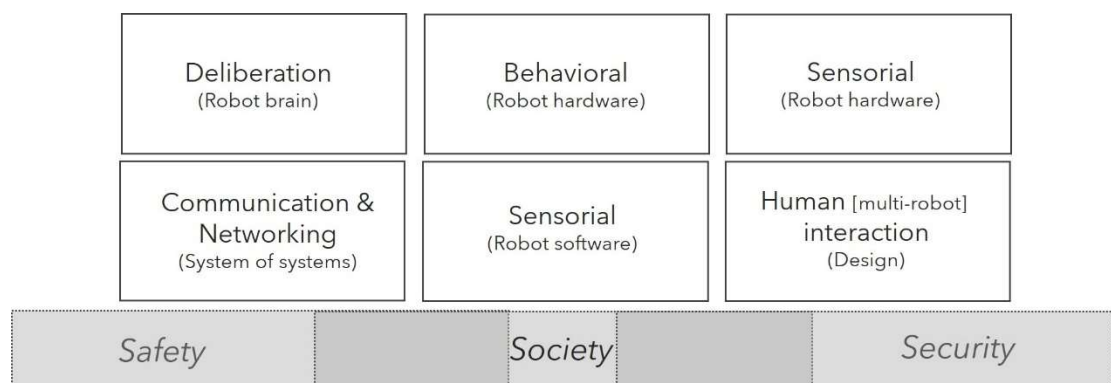 Deliberation
(Robot brain)
Behavioral
(Robot hardware)
Sensorial
(Robot hardware)
Communication &
Networking
(System of systems)
Sensorial
(Robot software)
Human [multi-robot]
interaction
(Design)
Safety
Society
Security